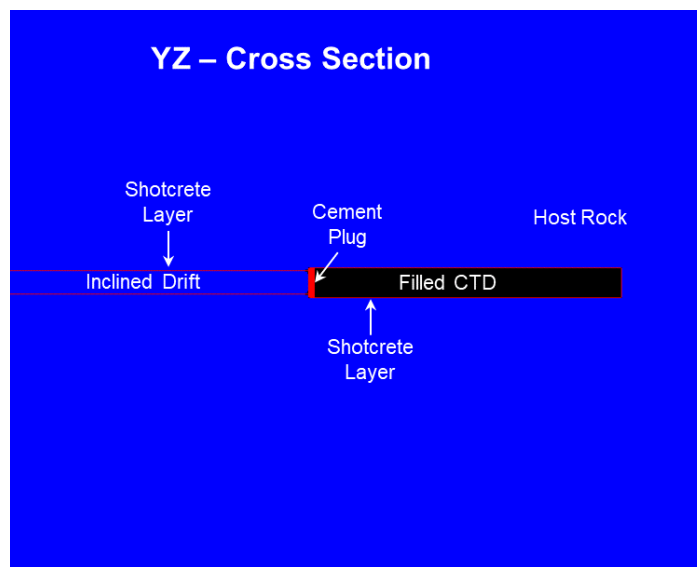 YZ – Cross Section
Shotcrete
Layer
Cement
Plug
Host Rock
Inclined Drift
Filled CTD
Shotcrete
Layer